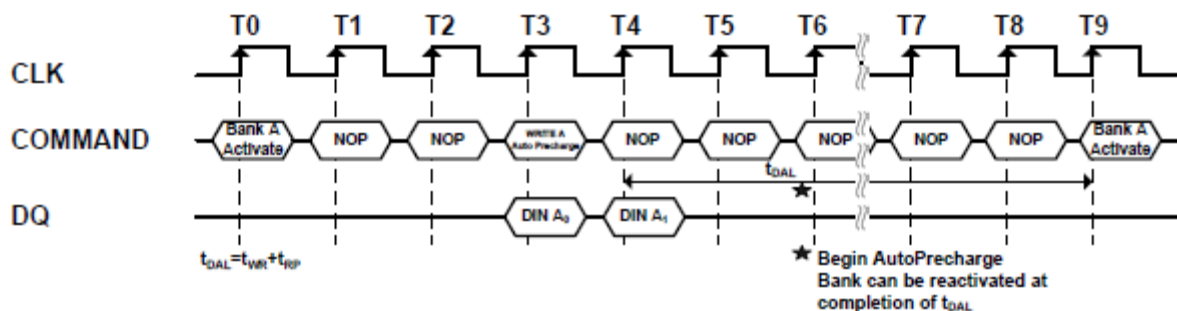 T0 T1 T2 T3 T4 T5 T6 T7 T8 T9
CLK
COMMAND
Bank A
Activate
NOP
NOP
WRITE A
Auto Precharge
NOP
NOP
NOP
NOP
NOP
Bank A
Activate
tDAL
DQ
DIN A0
DIN A1
tDAL=tWR+tRP
★ Begin AutoPrecharge
Bank can be reactivated at
completion of tDAL